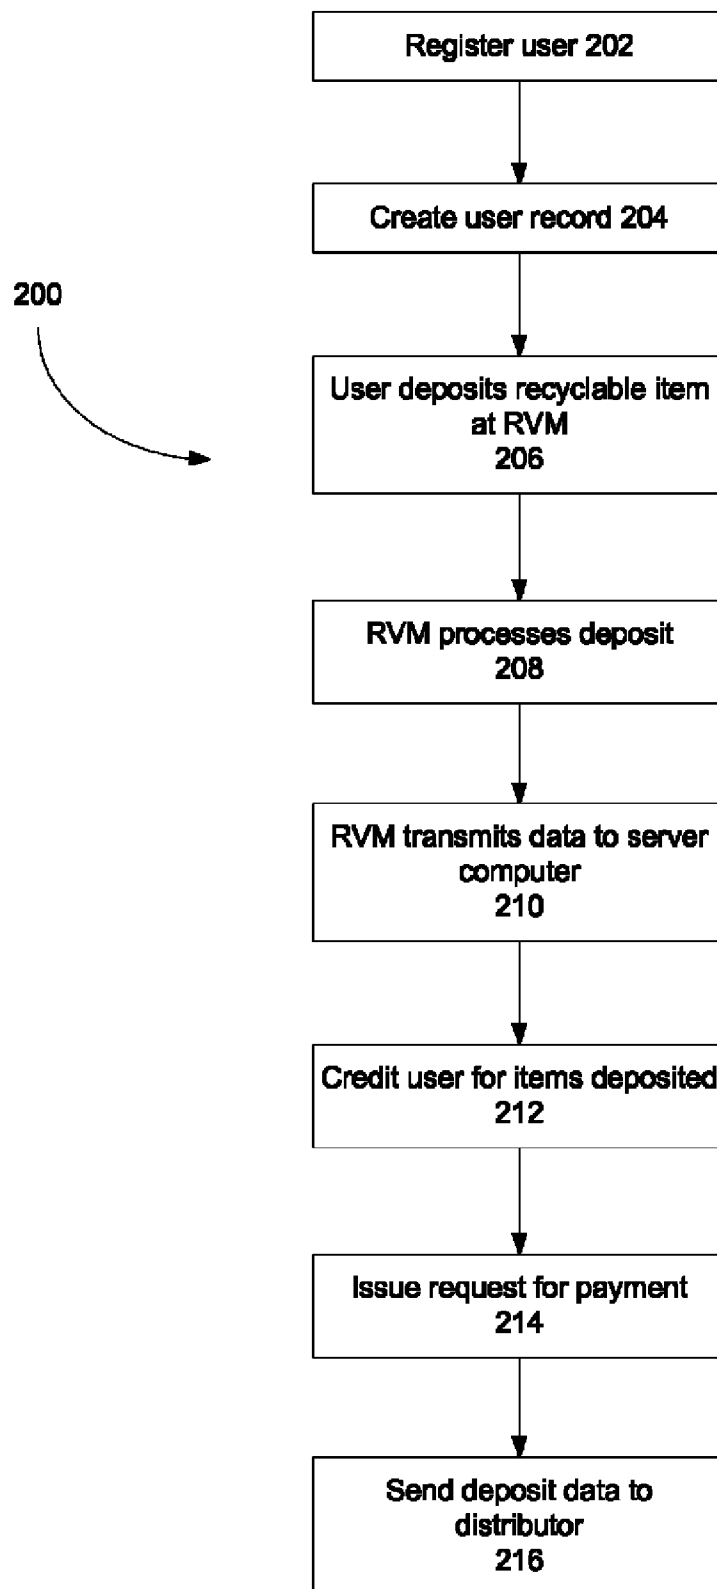 Register user 202
Create user record 204
200
User deposits recyclable item
at RVM
206
RVM processes deposit
208
RVM transmits data to server
computer
210
Credit user for items deposited
212
Issue request for payment
214
Send deposit data to
distributor
216